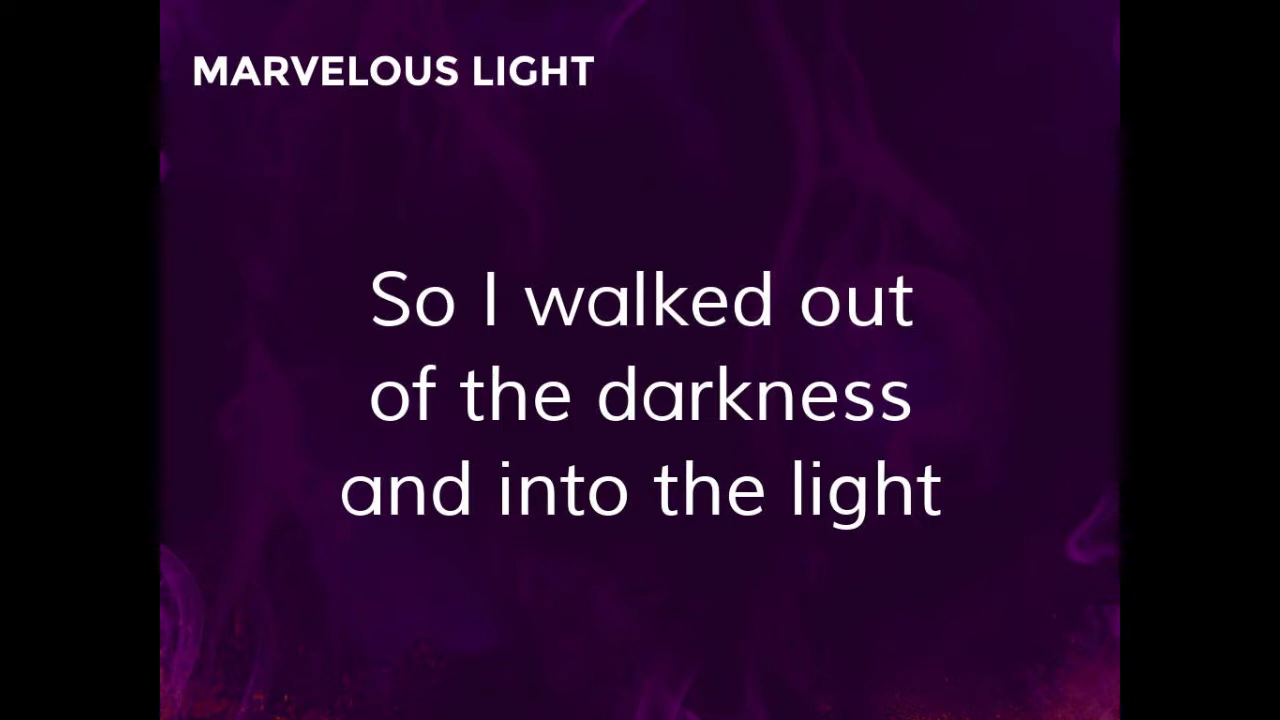 MARVELOUS LIGHT
So I walked out
of the darkness
and into the light